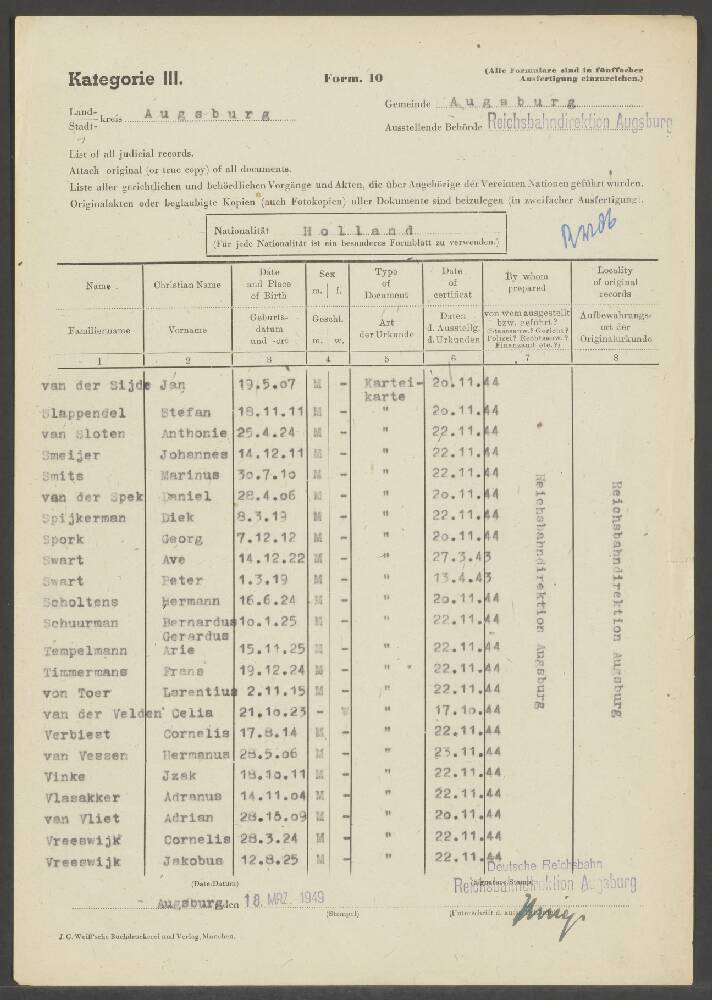 Kategorie III.
Form. 10
(Alle Formulare sind in fünffacher
Ausfertigung einzureichen.)
Land-
Stadt- kreis Augsburg
Gemeinde Augsburg
Ausstellende Behörde Reichsbahndirektion Augsburg
List of all judicial records.
Attach original (or true copy) of all documents.
Liste aller gerichtlichen und behördlichen Vorgänge und Akten, die über Angehörige der Vereinten Nationen geführt wurden.
Originalakten oder beglaubigte Kopien (auch Fotokopien) aller Dokumente sind beizulegen (in zweifacher Ausfertigung).
Nationalität Holland
(Für jede Nationalität ist ein besonderes Formblatt zu verwenden.)
Name Christian Name Date and Place of Birth Sex m. f. Type of Document Date of certificat By whom prepared Locality of original records
Familienname Vorname Geburts-datum und -ort Geschl. m. w. Art der Urkunde Daten d. Ausstellg. d. Urkunden von wem ausgestellt bzw. geführt? Staatsanw.? Gericht? Polizei? Rechtsanw.? Finanzamt etc.?) Aufbewahrungs-ort der Originalurkunde
1 2 3 4 5 6 7 8
van der Sijde Jan 19.5.07 M - Kartei- 20.11.44
karte
Slappendel Stefan 18.11.11 M - " 20.11.44
van Sloten Anthonie 25.4.24 M - " 22.11.44
Smeijer Johannes 14.12.11 M - " 22.11.44
Smits Marinus 30.7.10 M - " 22.11.44
van der Spek Daniel 28.4.06 M - " 20.11.44
Spijkerman Diek 8.3.19 M - " 22.11.44
Spork Georg 7.12.12 M - " 20.11.44
Swart Ave 14.12.22 M - " 27.3.43
Swart Peter 1.3.19 M - " 13.4.43
Scholtens Hermann 16.6.24 M - " 20.11.44
Schuurman Bernardus 10.1.25 M - " 22.11.44
Gerardus
Tempelmann Arie 15.11.25 M - " 22.11.44
Timmermans Frans 19.12.24 M - " 22.11.44
von Toer Larentius 2.11.15 M - " 22.11.44
van der Velden Celia 21.10.23 - W " 17.10.44
Verbiest Cornelis 17.8.14 M - " 22.11.44
van Vessen Hermanus 28.5.06 M - " 23.11.44
Vinke Jzak 18.10.11 M - " 22.11.44
Vlasakker Adranus 14.11.04 M - " 22.11.44
van Vliet Adrian 28.15.09 M - " 20.11.44
Vreeswijk Cornelis 28.3.24 M - " 22.11.44
Vreeswijk Jakobus 12.8.25 M - " 22.11.44
Reichsbahndirektion Augsburg
Reichsbahndirektion Augsburg
Deutsche Reichsbahn
Reichsbahndirektion Augsburg
(Date-Datum)
(Signature-Stamp)
Augsburg, den 18. MRZ. 1949
(Stempel)
(Unterschrift d.
J. G. Weiß'sche Buchdruckerei und Verlag, München.